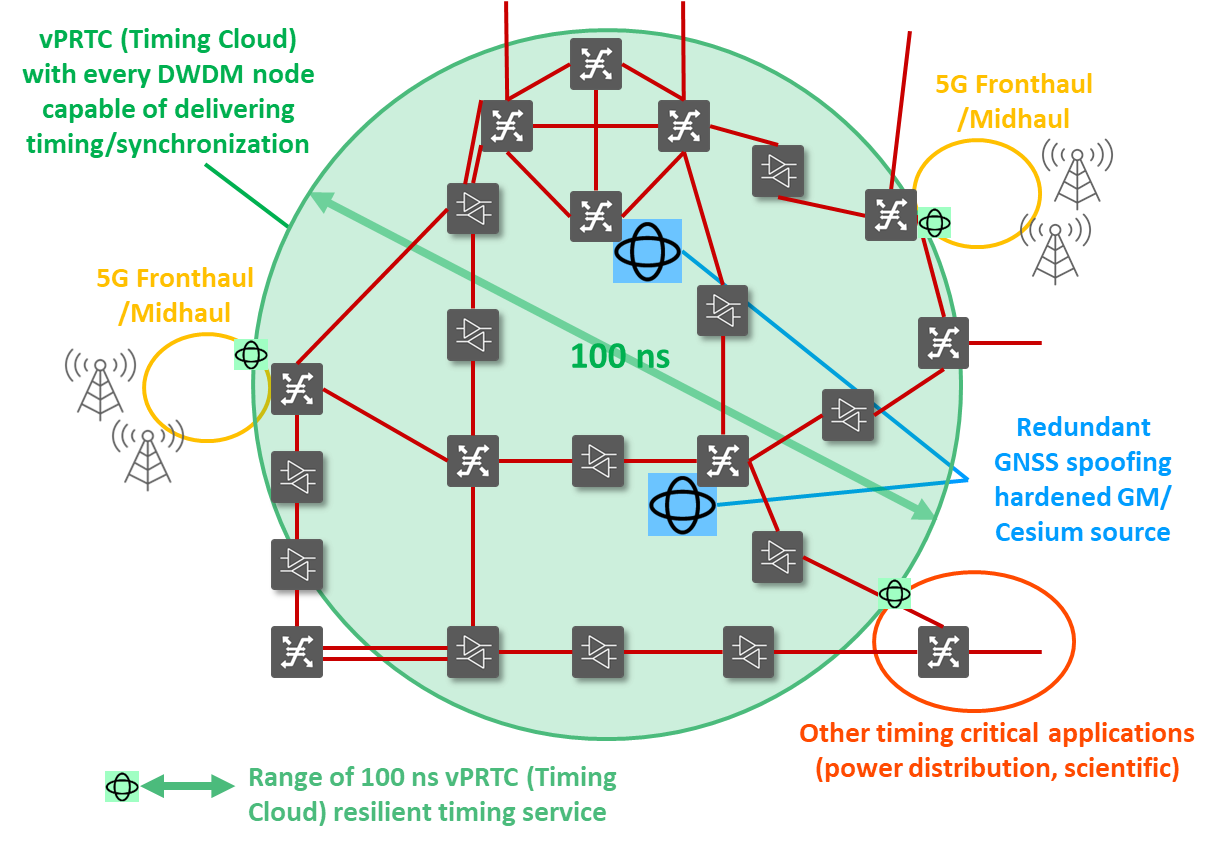 vPRTC (Timing Cloud)
with every DWDM node
capable of delivering
timing/synchronization
5G Fronthaul
/Midhaul
5G Fronthaul
/Midhaul
100 ns
Redundant
GNSS spoofing
hardened GM/
Cesium source
Other timing critical applications
(power distribution, scientific)
Range of 100 ns vPRTC (Timing
Cloud) resilient timing service